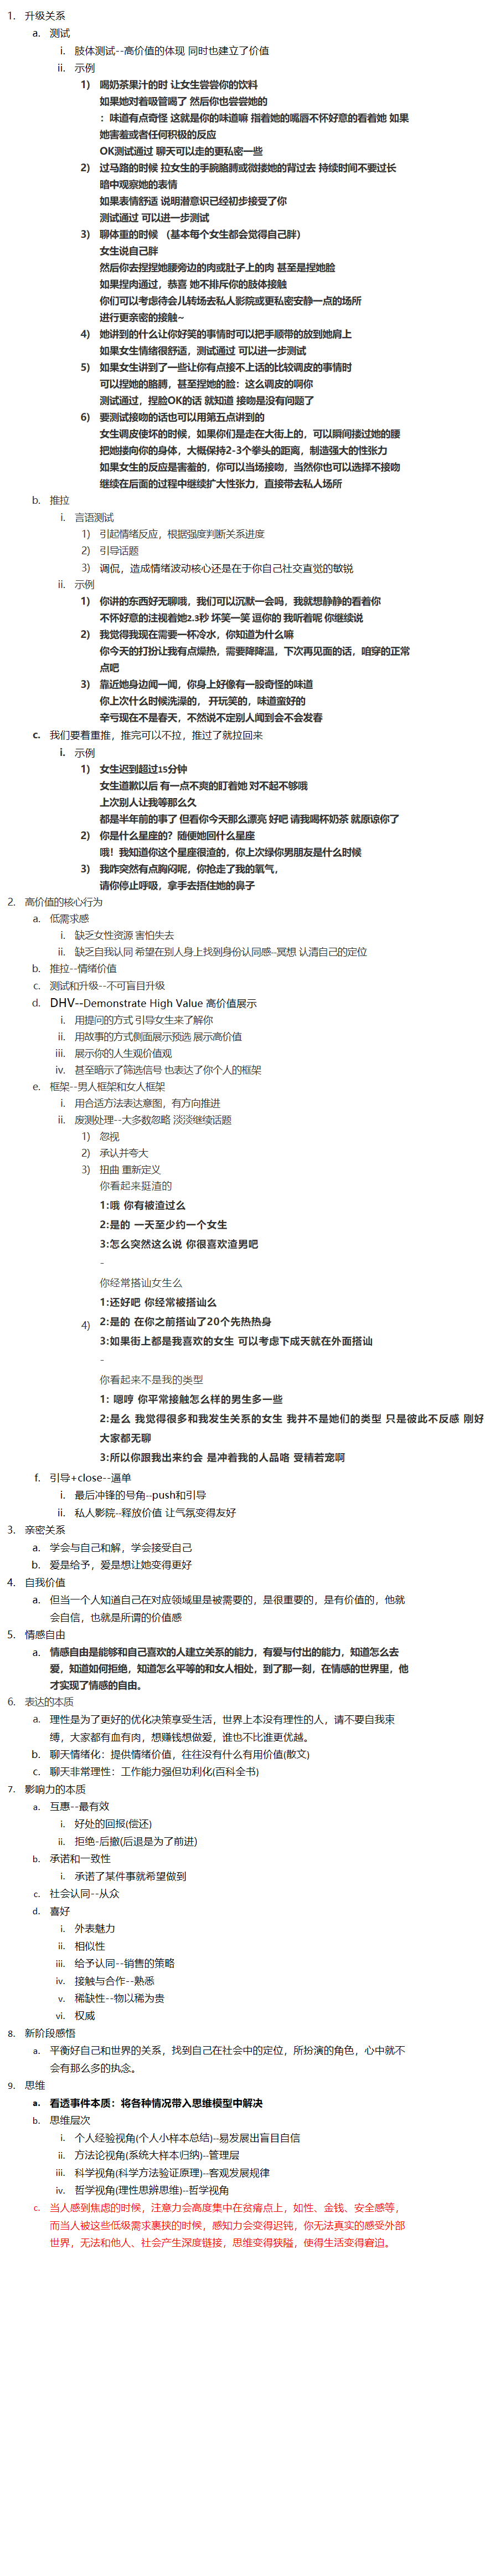 1. 升级关系
a. 测试
i. 肢体测试--高价值的体现 同时也建立了价值
ii. 示例
1) 喝奶茶果汁的时 让女生尝尝你的饮料
如果她对着吸管喝了 然后你也尝尝她的
：味道有点奇怪 这就是你的味道嘛 指着她的嘴唇不怀好意的看着她 如果
她害羞或者任何积极的反应
OK测试通过 聊天可以走的更私密一些
2) 过马路的时候 拉女生的手腕胳膊或微搂她的背过去 持续时间不要过长
暗中观察她的表情
如果表情舒适 说明潜意识已经初步接受了你
测试通过 可以进一步测试
3) 聊体重的时候 （基本每个女生都会觉得自己胖）
女生说自己胖
然后你去捏捏她腰旁边的肉或肚子上的肉 甚至是捏她脸
如果捏肉通过，恭喜 她不排斥你的肢体接触
你们可以考虑待会儿转场去私人影院或更私密安静一点的场所
进行更亲密的接触~
4) 她讲到的什么让你好笑的事情时可以把手顺带的放到她肩上
如果女生情绪很舒适，测试通过 可以进一步测试
5) 如果女生讲到了一些让你有点接不上话的比较调皮的事情时
可以捏她的胳膊，甚至捏她的脸：这么调皮的啊你
测试通过，捏脸OK的话 就知道 接吻是没有问题了
6) 要测试接吻的话也可以用第五点讲到的
女生调皮使坏的时候，如果你们是走在大街上的，可以瞬间搂过她的腰
把她搂向你的身体，大概保持2-3个拳头的距离，制造强大的性张力
如果女生的反应是害羞的，你可以当场接吻，当然你也可以选择不接吻
继续在后面的过程中继续扩大性张力，直接带去私人场所
b. 推拉
i. 言语测试
1) 引起情绪反应，根据强度判断关系进度
2) 引导话题
3) 调侃，造成情绪波动核心还是在于你自己社交直觉的敏锐
ii. 示例
1) 你讲的东西好无聊哦，我们可以沉默一会吗，我就想静静的看着你
不怀好意的注视着她2.3秒 坏笑一笑 逗你的 我听着呢 你继续说
2) 我觉得我现在需要一杯冷水，你知道为什么嘛
你今天的打扮让我有点燥热，需要降降温，下次再见面的话，咱穿的正常
点吧
3) 靠近她身边闻一闻，你身上好像有一股奇怪的味道
你上次什么时候洗澡的， 开玩笑的，味道蛮好的
辛亏现在不是春天，不然说不定别人闻到会不会发春
c. 我们要着重推，推完可以不拉，推过了就拉回来
i. 示例
1) 女生迟到超过15分钟
女生道歉以后 有一点不爽的盯着她 对不起不够哦
上次别人让我等那么久
都是半年前的事了 但看你今天那么漂亮 好吧 请我喝杯奶茶 就原谅你了
2) 你是什么星座的？随便她回什么星座
哦！我知道你这个星座很渣的，你上次绿你男朋友是什么时候
3) 我咋突然有点胸闷呢，你抢走了我的氧气，
请你停止呼吸，拿手去捂住她的鼻子
2. 高价值的核心行为
a. 低需求感
i. 缺乏女性资源 害怕失去
ii. 缺乏自我认同 希望在别人身上找到身份认同感--冥想 认清自己的定位
b. 推拉--情绪价值
c. 测试和升级--不可盲目升级
d. DHV--Demonstrate High Value 高价值展示
i. 用提问的方式 引导女生来了解你
ii. 用故事的方式侧面展示预选 展示高价值
iii. 展示你的人生观价值观
iv. 甚至暗示了筛选信号 也表达了你个人的框架
e. 框架--男人框架和女人框架
i. 用合适方法表达意图，有方向推进
ii. 废测处理--大多数忽略 淡淡继续话题
1) 忽视
2) 承认并夸大
3) 扭曲 重新定义
你看起来挺渣的
1:哦 你有被渣过么
2:是的 一天至少约一个女生
3:怎么突然这么说 你很喜欢渣男吧
-
你经常搭讪女生么
1:还好吧 你经常被搭讪么
4) 2:是的 在你之前搭讪了20个先热热身
3:如果街上都是我喜欢的女生 可以考虑下成天就在外面搭讪
-
你看起来不是我的类型
1: 嗯哼 你平常接触怎么样的男生多一些
2:是么 我觉得很多和我发生关系的女生 我并不是她们的类型 只是彼此不反感 刚好
大家都无聊
3:所以你跟我出来约会 是冲着我的人品咯 受精若宠啊
f. 引导+close--逼单
i. 最后冲锋的号角--push和引导
ii. 私人影院--释放价值 让气氛变得友好
3. 亲密关系
a. 学会与自己和解，学会接受自己
b. 爱是给予，爱是想让她变得更好
4. 自我价值
a. 但当一个人知道自己在对应领域里是被需要的，是很重要的，是有价值的，他就
会自信，也就是所谓的价值感
5. 情感自由
a. 情感自由是能够和自己喜欢的人建立关系的能力，有爱与付出的能力，知道怎么去
爱，知道如何拒绝，知道怎么平等的和女人相处，到了那一刻，在情感的世界里，他
才实现了情感的自由。
6. 表达的本质
a. 理性是为了更好的优化决策享受生活，世界上本没有理性的人，请不要自我束
缚，大家都有血有肉，想赚钱想做爱，谁也不比谁更优越。
b. 聊天情绪化：提供情绪价值，往往没有什么有用价值(散文)
c. 聊天非常理性：工作能力强但功利化(百科全书)
7. 影响力的本质
a. 互惠--最有效
i. 好处的回报(偿还)
ii. 拒绝-后撤(后退是为了前进)
b. 承诺和一致性
i. 承诺了某件事就希望做到
c. 社会认同--从众
d. 喜好
i. 外表魅力
ii. 相似性
iii. 给予认同--销售的策略
iv. 接触与合作--熟悉
v. 稀缺性--物以稀为贵
vi. 权威
8. 新阶段感悟
a. 平衡好自己和世界的关系，找到自己在社会中的定位，所扮演的角色，心中就不
会有那么多的执念。
9. 思维
a. 看透事件本质：将各种情况带入思维模型中解决
b. 思维层次
i. 个人经验视角(个人小样本总结)--易发展出盲目自信
ii. 方法论视角(系统大样本归纳)--管理层
iii. 科学视角(科学方法验证原理)--客观发展规律
iv. 哲学视角(理性思辨思维)--哲学视角
c. 当人感到焦虑的时候，注意力会高度集中在贫瘠点上，如性、金钱、安全感等，
而当人被这些低级需求裹挟的时候，感知力会变得迟钝，你无法真实的感受外部
世界，无法和他人、社会产生深度链接，思维变得狭隘，使得生活变得窘迫。